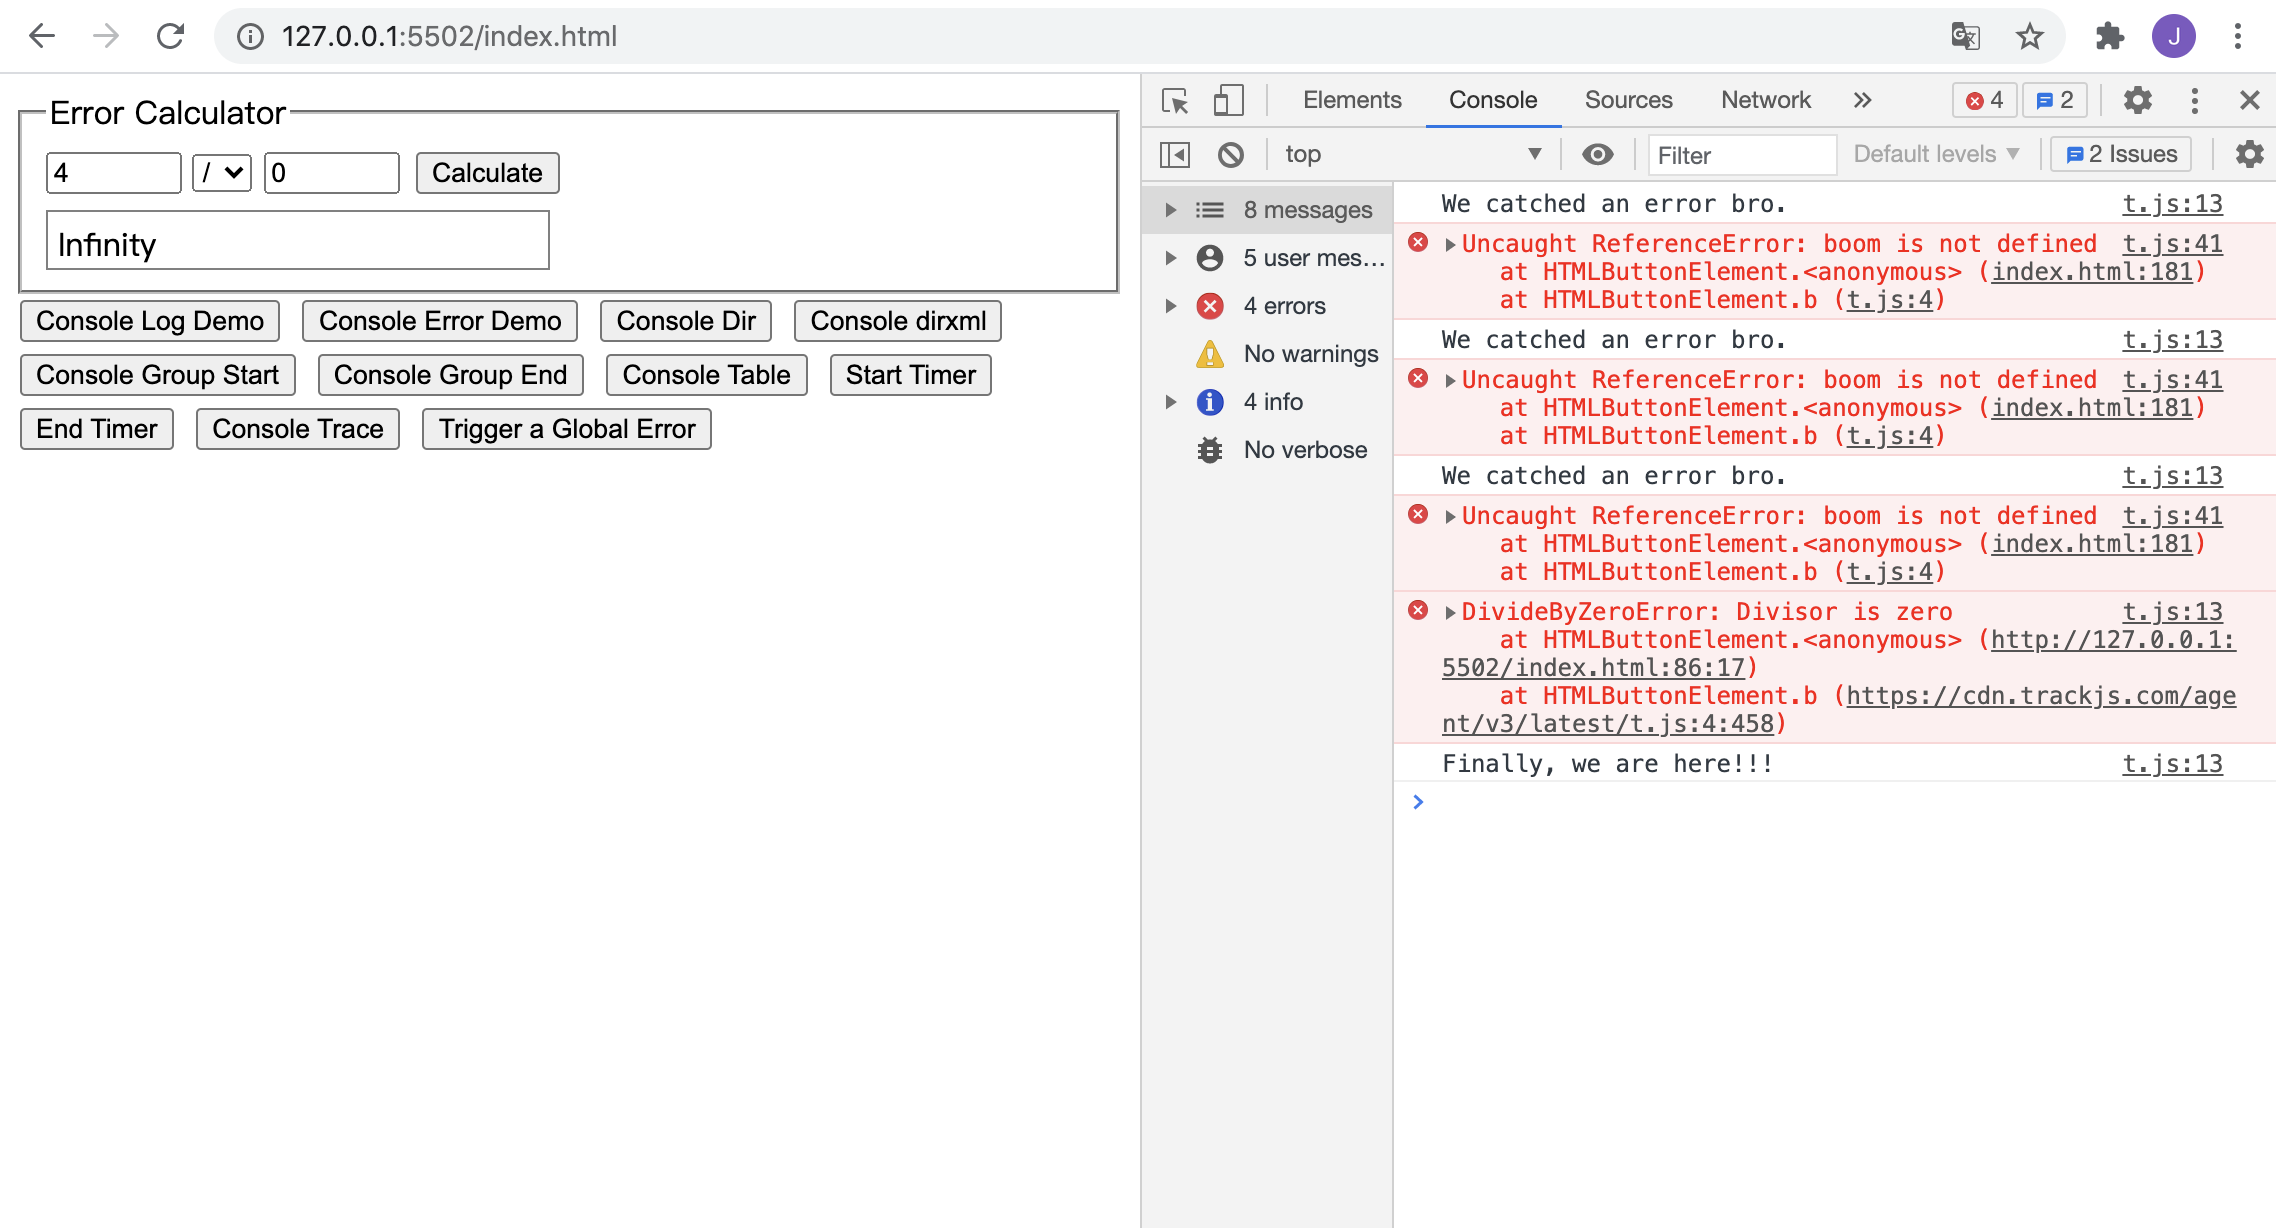 127.0.0.1:5502/index.html
J
Error Calculator
4 / 0 Calculate
Infinity
Console Log Demo Console Error Demo Console Dir Console dirxml
Console Group Start Console Group End Console Table Start Timer
End Timer Console Trace Trigger a Global Error
Elements Console Sources Network » 4 2
top Filter Default levels 2 Issues
8 messages
5 user mes…
4 errors
No warnings
4 info
No verbose
We catched an error bro. t.js:13
Uncaught ReferenceError: boom is not defined t.js:41
at HTMLButtonElement.<anonymous> (index.html:181)
at HTMLButtonElement.b (t.js:4)
We catched an error bro. t.js:13
Uncaught ReferenceError: boom is not defined t.js:41
at HTMLButtonElement.<anonymous> (index.html:181)
at HTMLButtonElement.b (t.js:4)
We catched an error bro. t.js:13
Uncaught ReferenceError: boom is not defined t.js:41
at HTMLButtonElement.<anonymous> (index.html:181)
at HTMLButtonElement.b (t.js:4)
DivideByZeroError: Divisor is zero t.js:13
at HTMLButtonElement.<anonymous> (http://127.0.0.1:
5502/index.html:86:17)
at HTMLButtonElement.b (https://cdn.trackjs.com/age
nt/v3/latest/t.js:4:458)
Finally, we are here!!! t.js:13